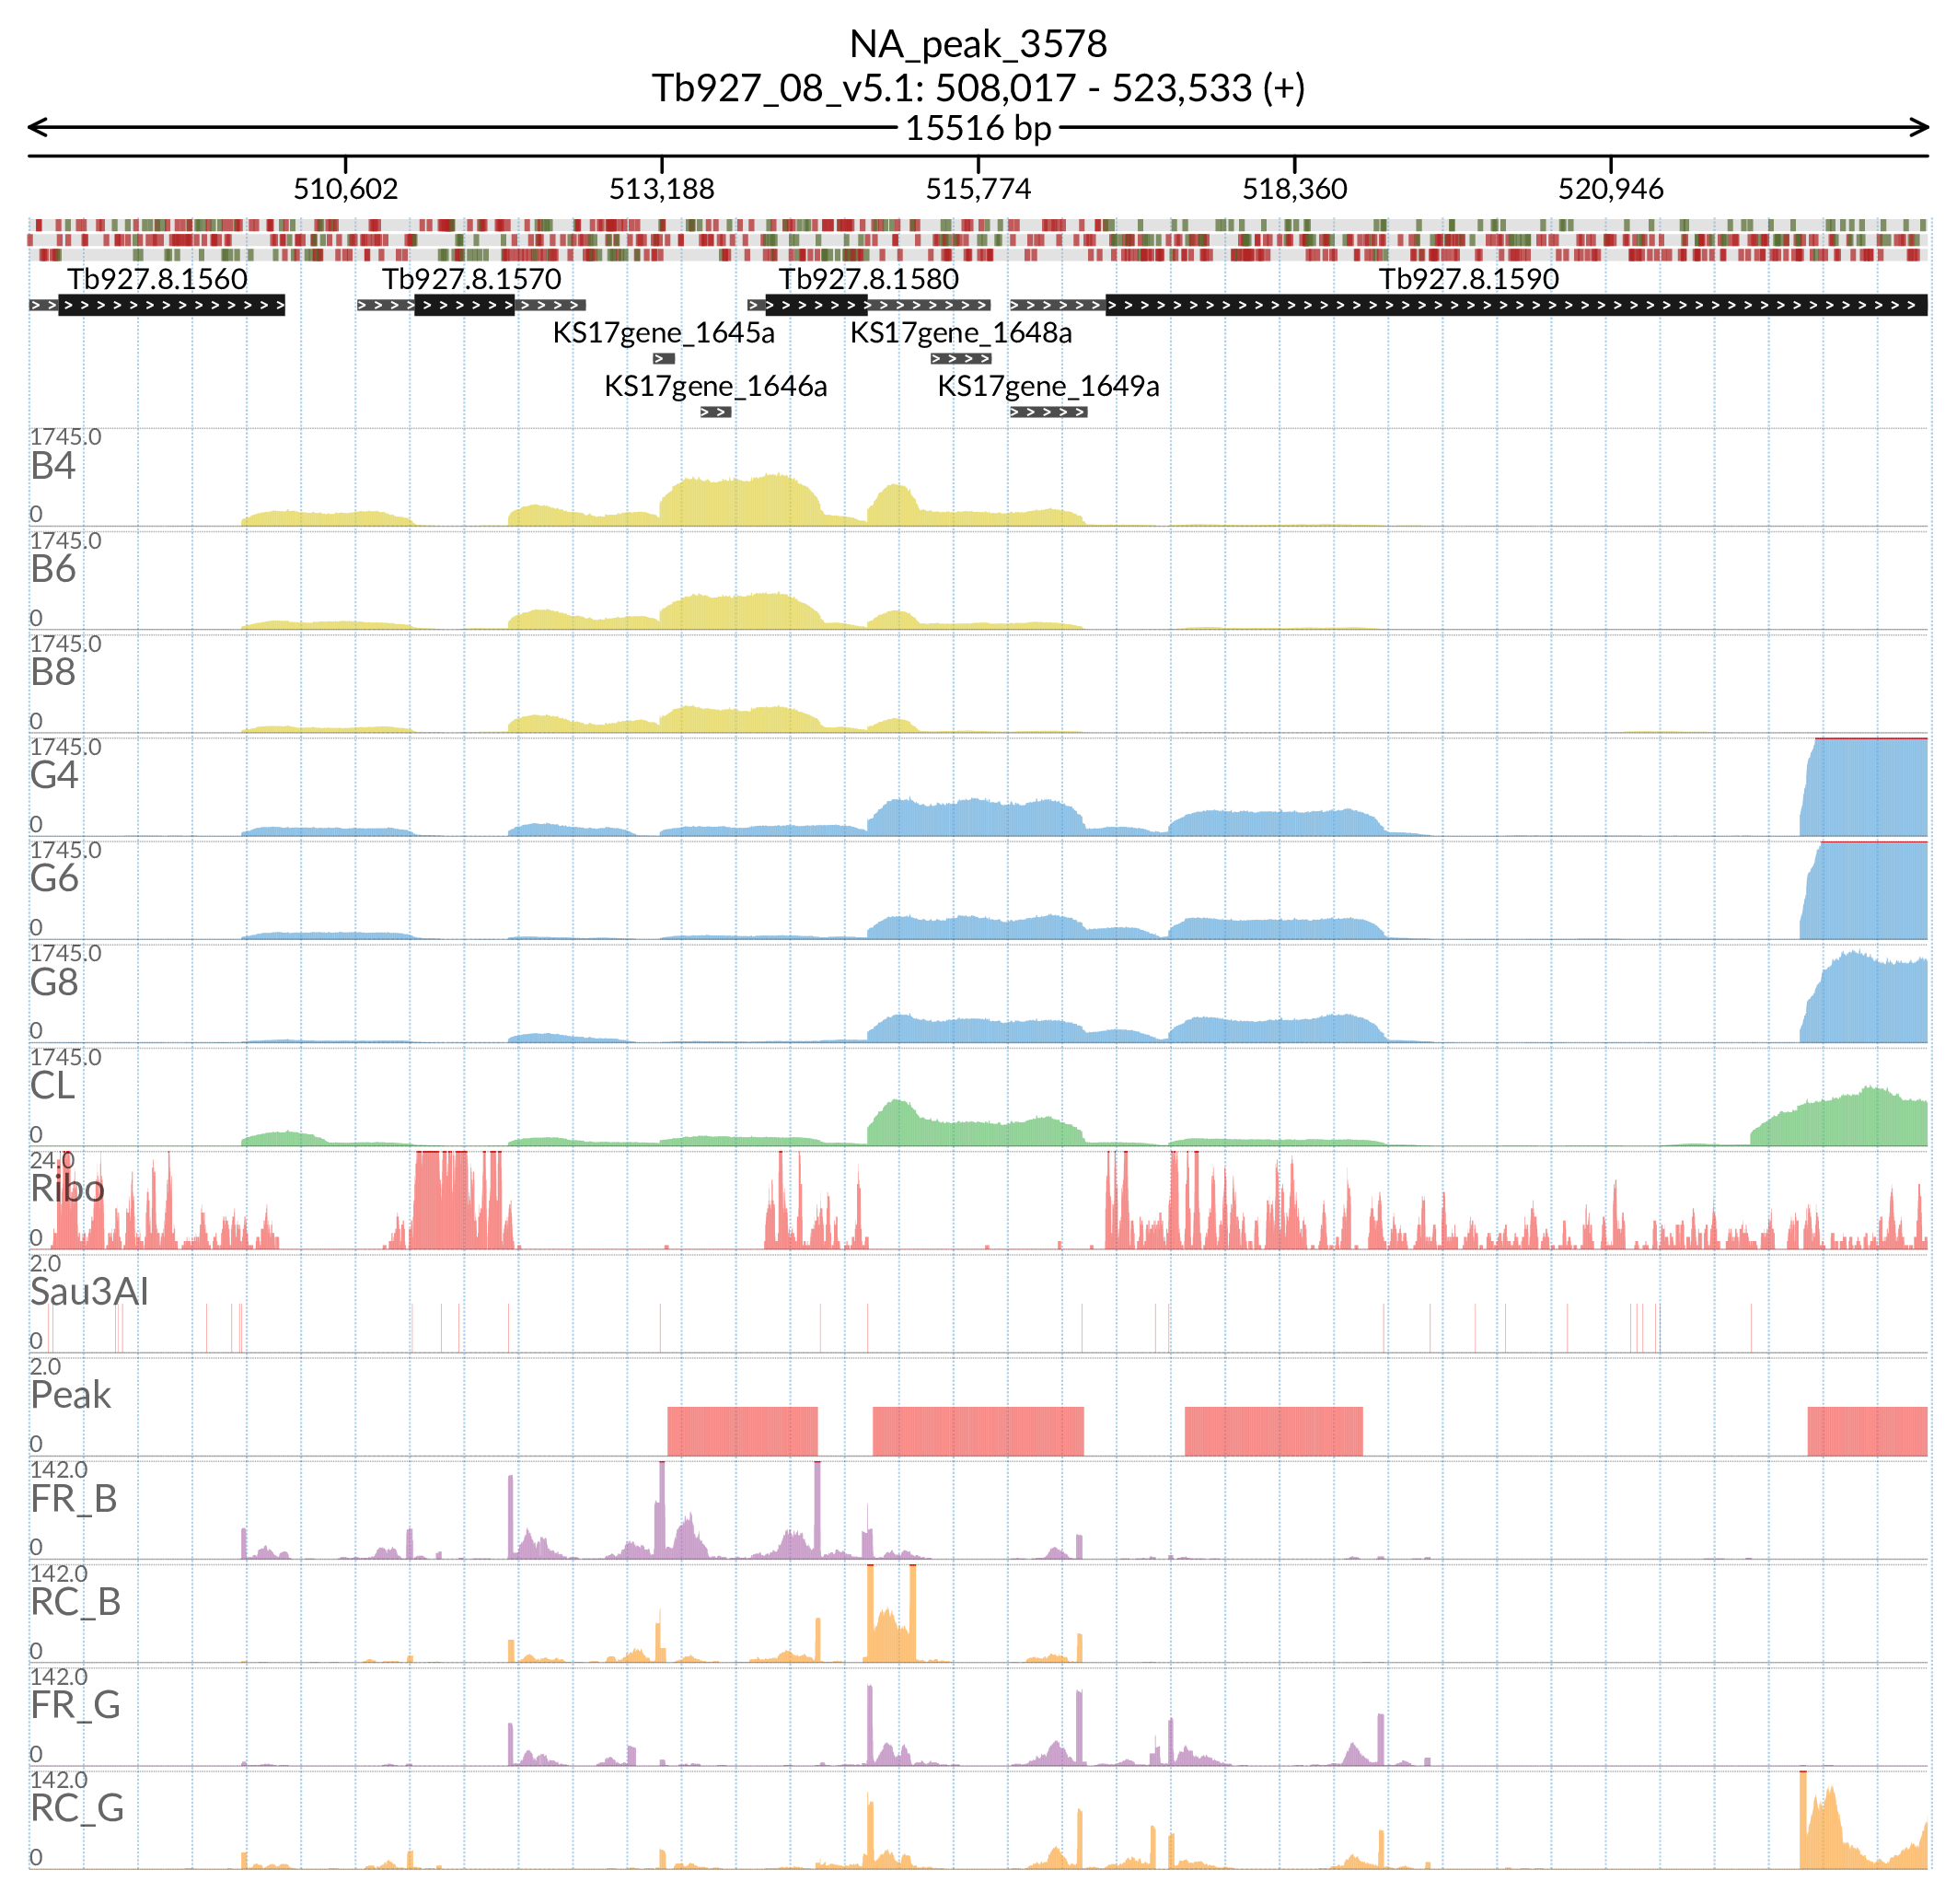 NA_peak_3578
Tb927_08_v5.1: 508,017 - 523,533 (+)
15516 bp
510,602 513,188 515,774 518,360 520,946
Tb927.8.1560 Tb927.8.1570 Tb927.8.1580 Tb927.8.1590
KS17gene_1645a KS17gene_1648a
KS17gene_1646a KS17gene_1649a
1745.0
B4
0
1745.0
B6
0
1745.0
B8
0
1745.0
G4
0
1745.0
G6
0
1745.0
G8
0
1745.0
CL
0
24.0
Ribo
0
2.0
Sau3AI
0
2.0
Peak
0
142.0
FR_B
0
142.0
RC_B
0
142.0
FR_G
0
142.0
RC_G
0